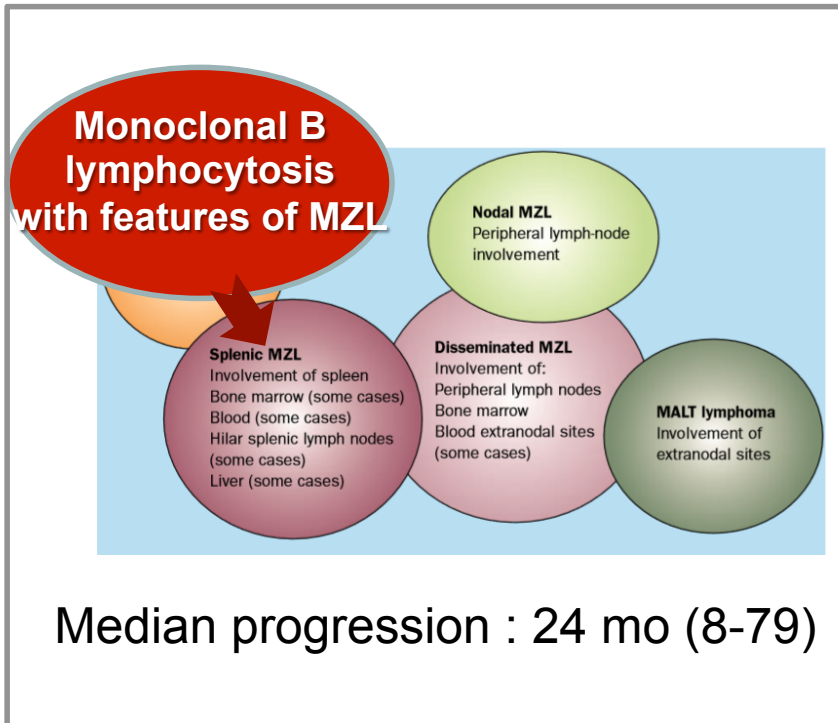 Monoclonal B
lymphocytosis
with features of MZL
Nodal MZL
Peripheral lymph-node
involvement
Splenic MZL
Involvement of spleen
Bone marrow (some cases)
Blood (some cases)
Hilar splenic lymph nodes
(some cases)
Liver (some cases)
Disseminated MZL
Involvement of:
Peripheral lymph nodes
Bone marrow
Blood extranodal sites
(some cases)
MALT lymphoma
Involvement of
extranodal sites
Median progression : 24 mo (8-79)